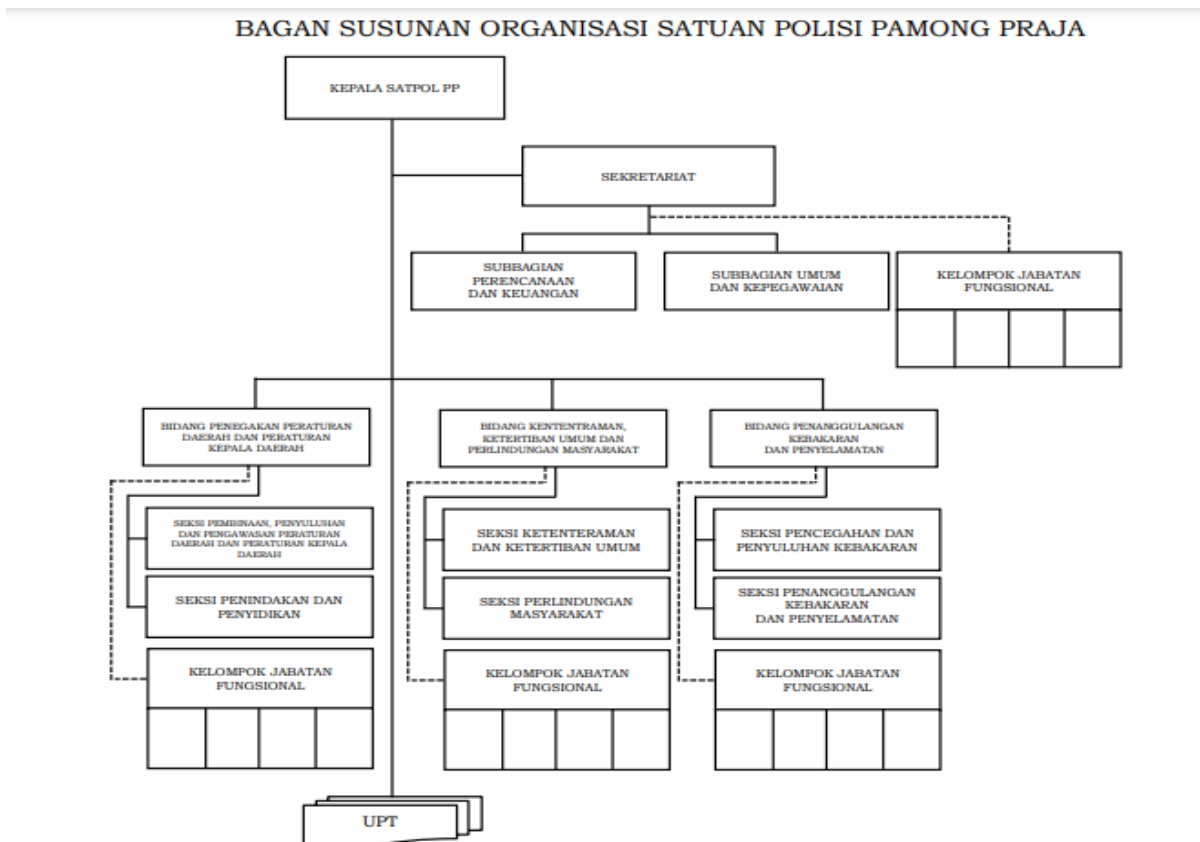 BAGAN SUSUNAN ORGANISASI SATUAN POLISI PAMONG PRAJA
KEPALA SATPOL PP
SEKRETARIAT
SUBBAGIAN
PERENCANAAN
DAN KEUANGAN
SUBBAGIAN UMUM
DAN KEPEGAWAIAN
KELOMPOK JABATAN
FUNGSIONAL
BIDANG PENEGAKAN PERATURAN
DAERAH DAN PERATURAN
KEPALA DAERAH
SEKSI PEMBINAAN, PENYULUHAN
DAN PENGAWASAN PERATURAN
DAERAH DAN PERATURAN KEPALA
DAERAH
SEKSI PENINDAKAN DAN
PENYIDIKAN
KELOMPOK JABATAN
FUNGSIONAL
BIDANG KENTENTRAMAN,
KETERTIBAN UMUM DAN
PERLINDUNGAN MASYARAKAT
SEKSI KETENTERAMAN
DAN KETERTIBAN UMUM
SEKSI PERLINDUNGAN
MASYARAKAT
KELOMPOK JABATAN
FUNGSIONAL
BIDANG PENANGGULANGAN
KEBAKARAN
DAN PENYELAMATAN
SEKSI PENCEGAHAN DAN
PENYULUHAN KEBAKARAN
SEKSI PENANGGULANGAN
KEBAKARAN
DAN PENYELAMATAN
KELOMPOK JABATAN
FUNGSIONAL
UPT